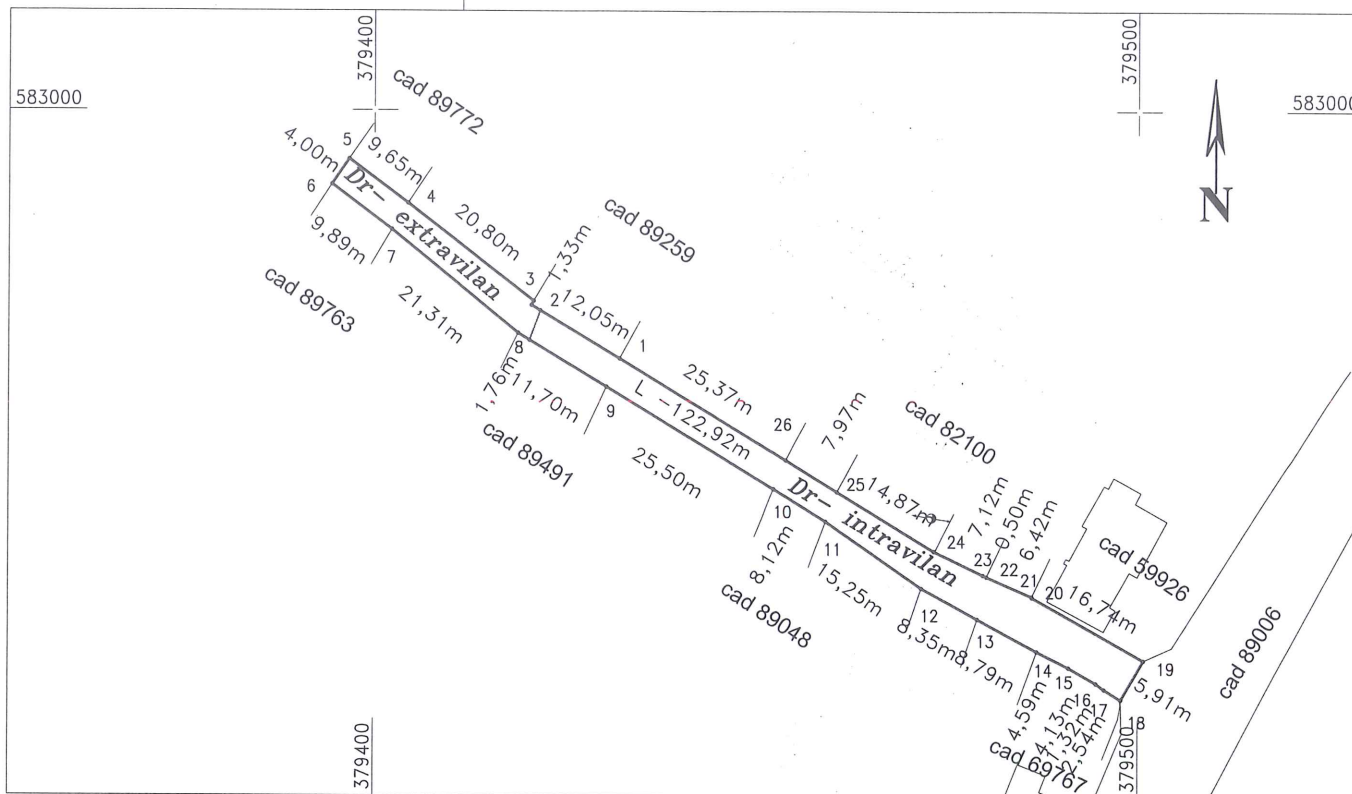 379400
379500
583000
583000
cad 89772
5
9,65m
4,00m
6
4
Dr- extravilan
20,80m
cad 89259
9,89m
7
3
1,33m
2
12,05m
cad 89763
21,31m
8
1
N
1,76m
11,70m
9
L -122,92m
25,37m
26
7,97m
cad 82100
cad 89491
25,50m
25
14,87m
10
Dr- intravilan
24
7,12m
0,50m
6,42m
11
23
22
21
20
cad 59926
8,12m
15,25m
16,74m
cad 89048
12
8,35m
13
8,79m
cad 89006
14
15
19
16
17
5,91m
18
4,59m
4,13m
1,32m
2,54m
cad 69767
379400
379500